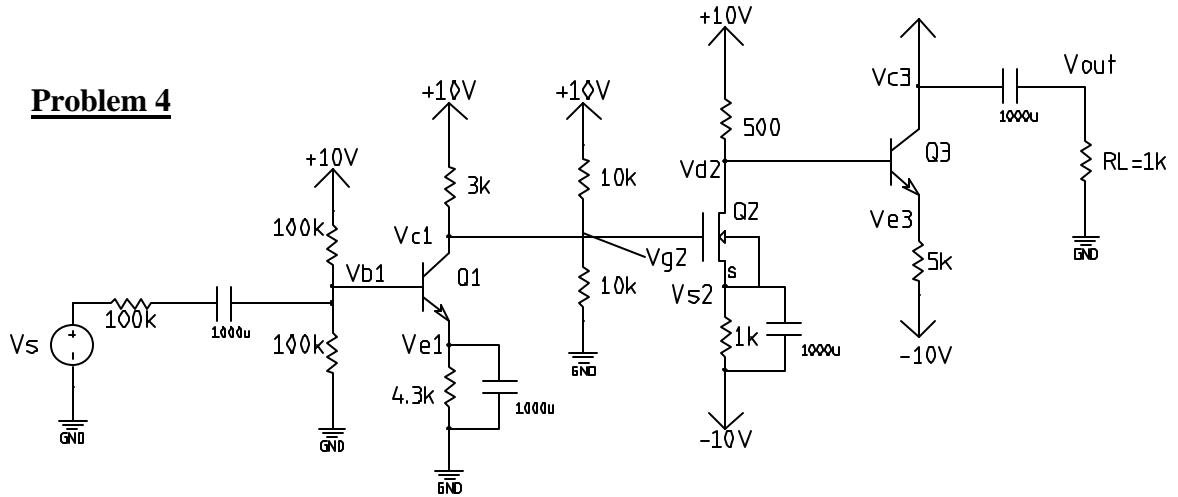 Problem 4
+10V
Vc3
Vout
1000u
500
Q3
RL=1k
+10V
+10V
Vd2
+10V
3k
10k
Q2
Ve3
100k
Vc1
Vg2
5k
GND
Vb1
Q1
10k
S
Vs2
Vs
+
-
100k
1000u
100k
Ve1
GND
1k
1000u
-10V
4.3k
1000u
GND
GND
-10V
GND